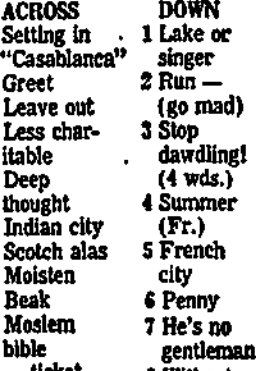 ACROSS
Setting in
"Casablanca"
Greet
Leave out
Less char-
itable
Deep
thought
Indian city
Scotch alas
Moisten
Beak
Moslem
bible
ticket
DOWN
1 Lake or
singer
2 Run —
(go mad)
3 Stop
dawdling!
(4 wds.)
4 Summer
(Fr.)
5 French
city
6 Penny
7 He's no
gentleman